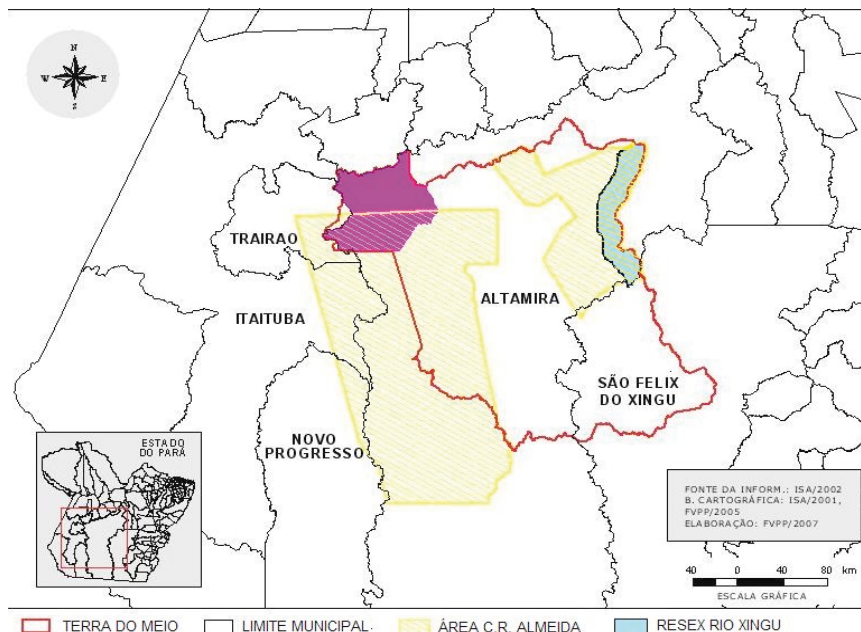 N
W
E
S
TRAIRAO
ITAITUBA
ALTAMIRA
SÃO FELIX
DO XINGU
NOVO
PROGRESSO
ESTADO
DO PARÁ
FONTE DA INFORM.: ISA/2002
B. CARTOGRÁFICA: ISA/2001,
FVPP/2005
ELABORAÇÃO: FVPP/2007
40 0 40 80 km
ESCALA GRÁFICA
TERRA DO MEIO LIMITE MUNICIPAL- ÁREA C.R. ALMEIDA RESEX RIO XINGU